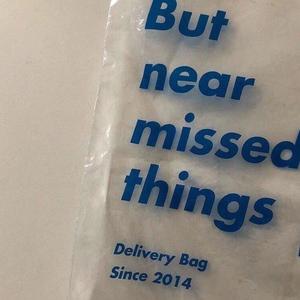 But
near
missed
things
Delivery Bag
Since 2014